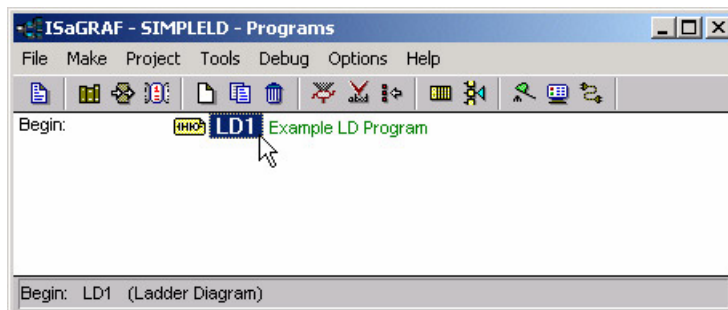 ISaGRAF - SIMPLELD - Programs
File Make Project Tools Debug Options Help
Begin: LD1 Example LD Program
Begin: LD1 (Ladder Diagram)